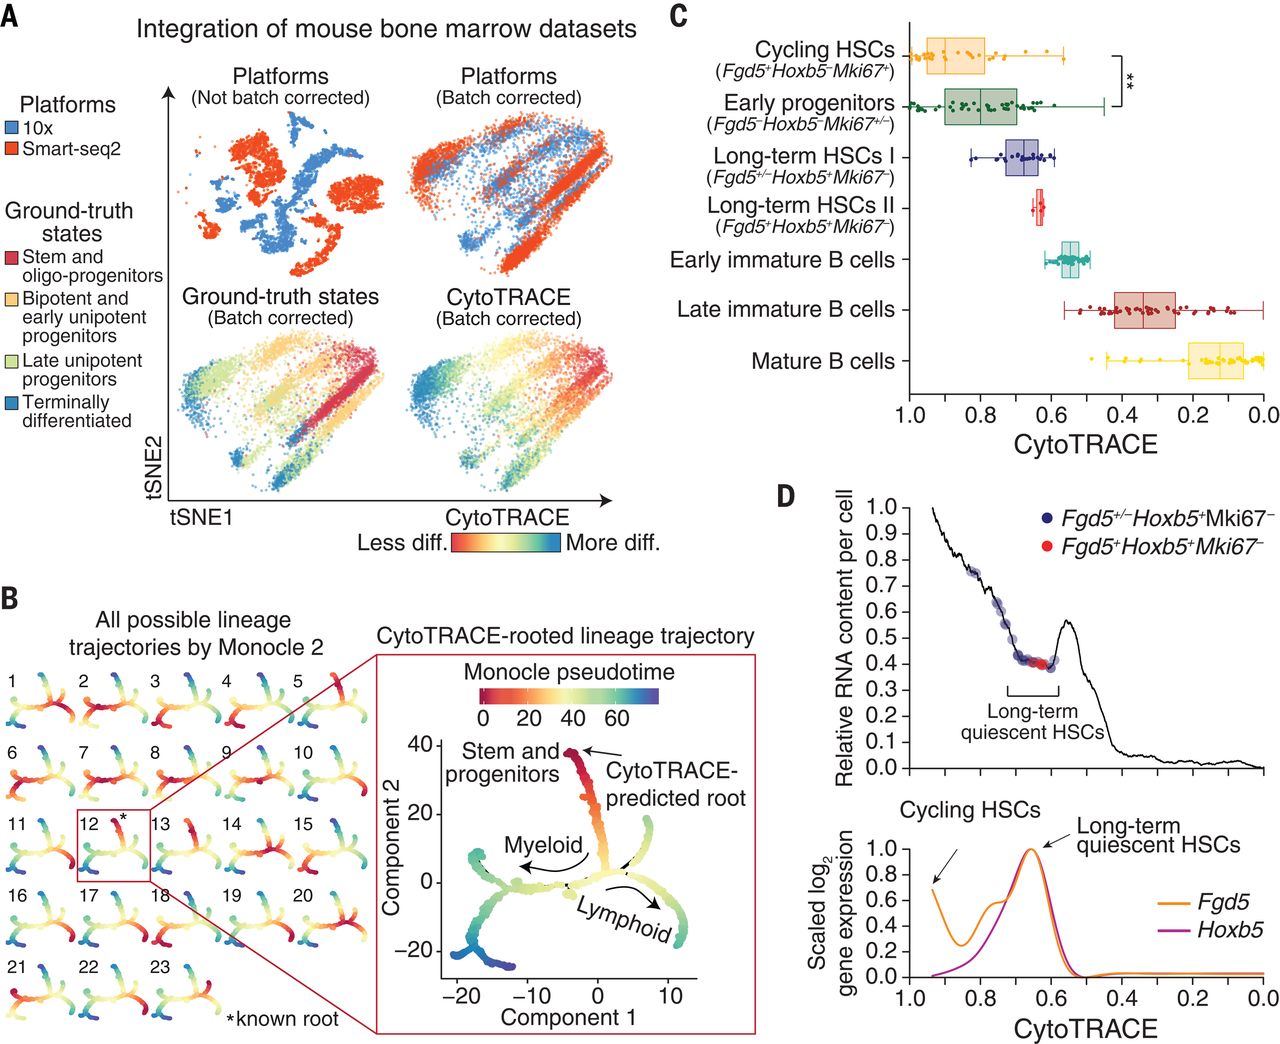 A
Integration of mouse bone marrow datasets
Platforms
(Not batch corrected)
Platforms
(Batch corrected)
Platforms
10x
Smart-seq2
Ground-truth
states
Stem and
oligo-progenitors
Bipotent and
early unipotent
progenitors
Late unipotent
progenitors
Terminally
differentiated
Ground-truth states
(Batch corrected)
CytoTRACE
(Batch corrected)
tSNE2
tSNE1
CytoTRACE
Less diff.
More diff.
B
All possible lineage
trajectories by Monocle 2
1 2 3 4 5
6 7 8 9 10
11 12 * 13 14 15
16 17 18 19 20
21 22 23
*known root
CytoTRACE-rooted lineage trajectory
Monocle pseudotime
0 20 40 60
Stem and
progenitors
CytoTRACE-
predicted root
Myeloid
Lymphoid
Component 2
40
20
0
−20
−20 −10 0 10
Component 1
C
Cycling HSCs
(Fgd5+Hoxb5−Mki67+)
Early progenitors
(Fgd5−Hoxb5−Mki67+/−)
Long-term HSCs I
(Fgd5+/−Hoxb5+Mki67−)
Long-term HSCs II
(Fgd5+Hoxb5+Mki67−)
Early immature B cells
Late immature B cells
Mature B cells
**
1.0 0.8 0.6 0.4 0.2 0.0
CytoTRACE
D
Relative RNA content per cell
1.0
0.9
0.8
0.7
0.6
0.5
0.4
0.3
0.2
0.1
0.0
Fgd5+/−Hoxb5+Mki67−
Fgd5+Hoxb5+Mki67−
Long-term
quiescent HSCs
Cycling HSCs
Long-term
quiescent HSCs
Scaled log2
gene expression
1.0
0.8
0.6
0.4
0.2
0.0
Fgd5
Hoxb5
1.0 0.8 0.6 0.4 0.2 0.0
CytoTRACE